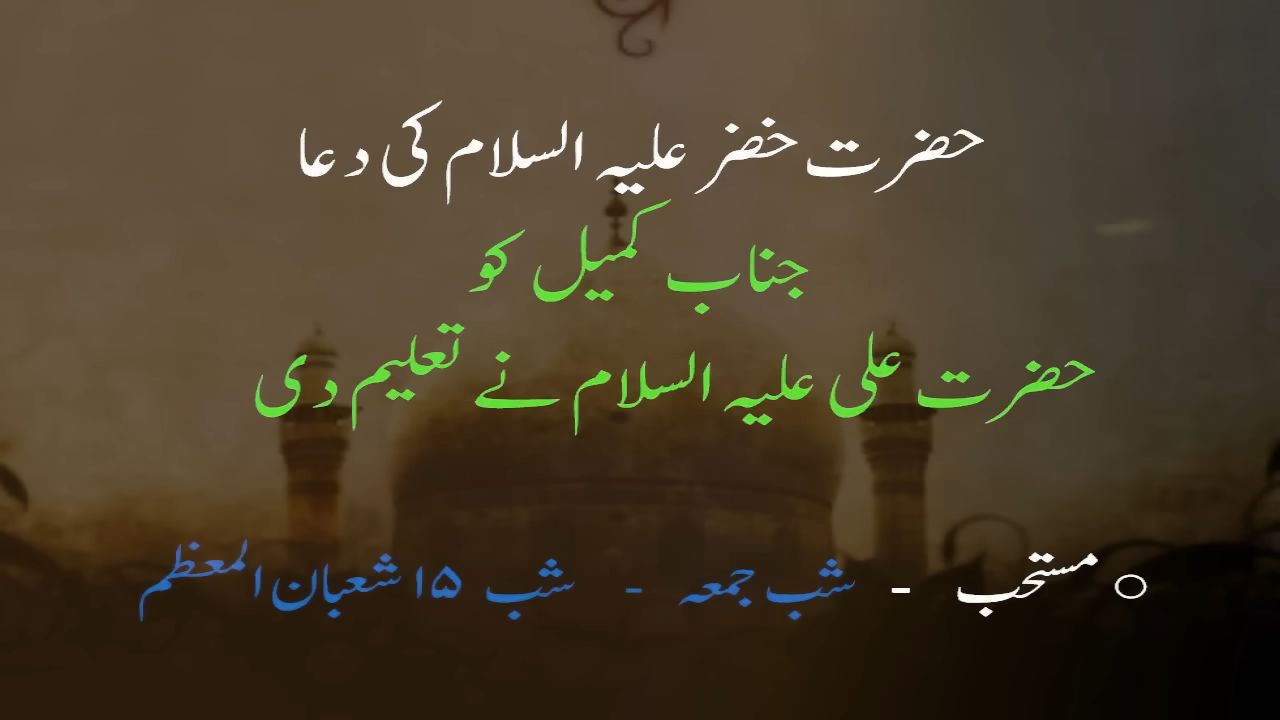 حضرت خضر علیہ السلام کی دعا
جناب کمیل کو
حضرت علی علیہ السلام نے تعلیم دی
○ مستحب - شب جمعہ - شب ۱۵ شعبان المعظم